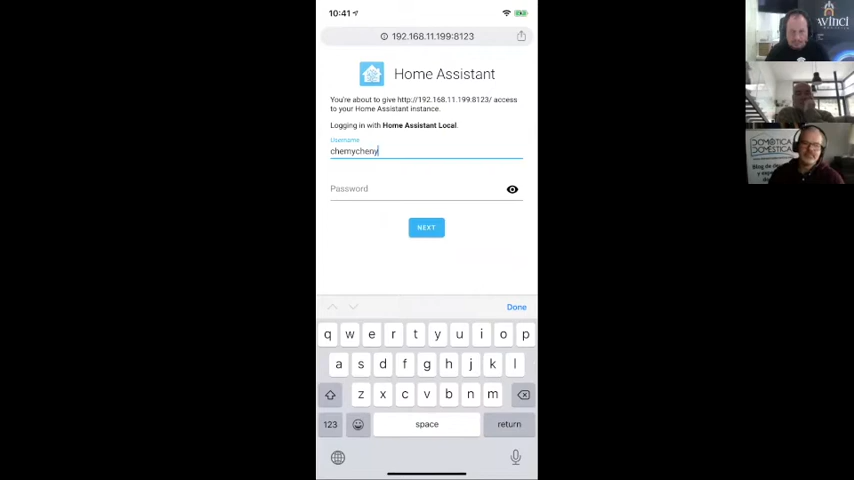 10:41
192.168.11.199:8123
Home Assistant
You're about to give http://192.168.11.199:8123/ access
to your Home Assistant instance.
Logging in with Home Assistant Local.
Username
chemycheny
Password
NEXT
Done
q w e r t y u i o p
a s d f g h j k l
z x c v b n m
123
space
return
DOMÓTICA
DOMÉSTICA